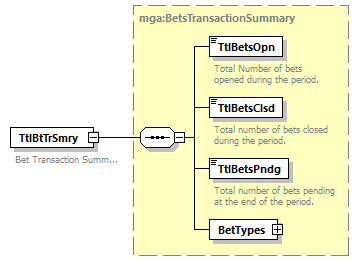 mga:BetsTransactionSummary
TtlBetsOpn
Total Number of bets
opened during the period.
TtlBetsClsd
Total number of bets closed
during the period.
TtlBtTrSmry
Bet Transaction Summ...
TtlBetsPndg
Total number of bets pending
at the end of the period.
BetTypes